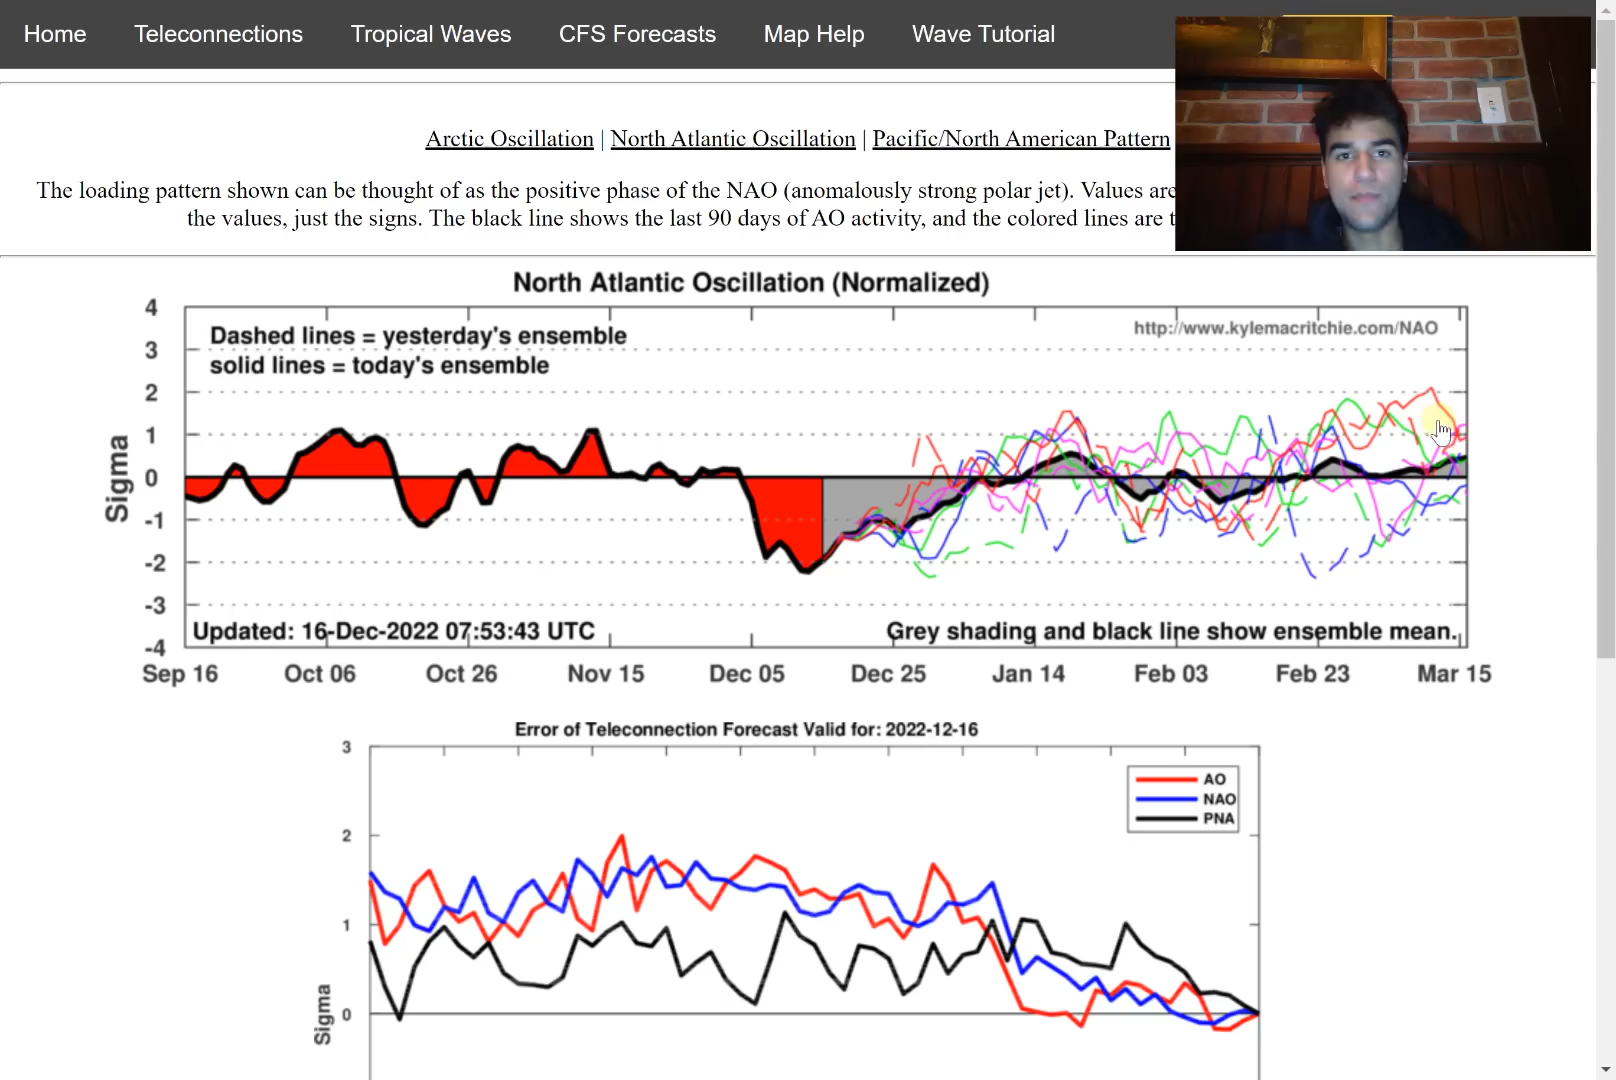 Home Teleconnections Tropical Waves CFS Forecasts Map Help Wave Tutorial
Arctic Oscillation | North Atlantic Oscillation | Pacific/North American Pattern
The loading pattern shown can be thought of as the positive phase of the NAO (anomalously strong polar jet). Values are
the values, just the signs. The black line shows the last 90 days of AO activity, and the colored lines are
North Atlantic Oscillation (Normalized)
Dashed lines = yesterday's ensemble
solid lines = today's ensemble
http://www.kylemacritchie.com/NAO
4
3
2
1
0
-1
-2
-3
-4
Sigma
Updated: 16-Dec-2022 07:53:43 UTC
Grey shading and black line show ensemble mean.
Sep 16 Oct 06 Oct 26 Nov 15 Dec 05 Dec 25 Jan 14 Feb 03 Feb 23 Mar 15
Error of Teleconnection Forecast Valid for: 2022-12-16
3
2
1
0
Sigma
AO
NAO
PNA